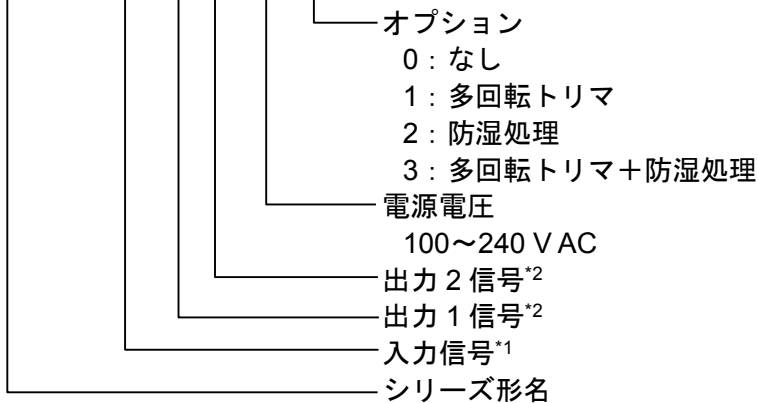 オプション
0：なし
1：多回転トリマ
2：防湿処理
3：多回転トリマ＋防湿処理
電源電圧
100～240 V AC
出力 2 信号*2
出力 1 信号*2
入力信号*1
シリーズ形名